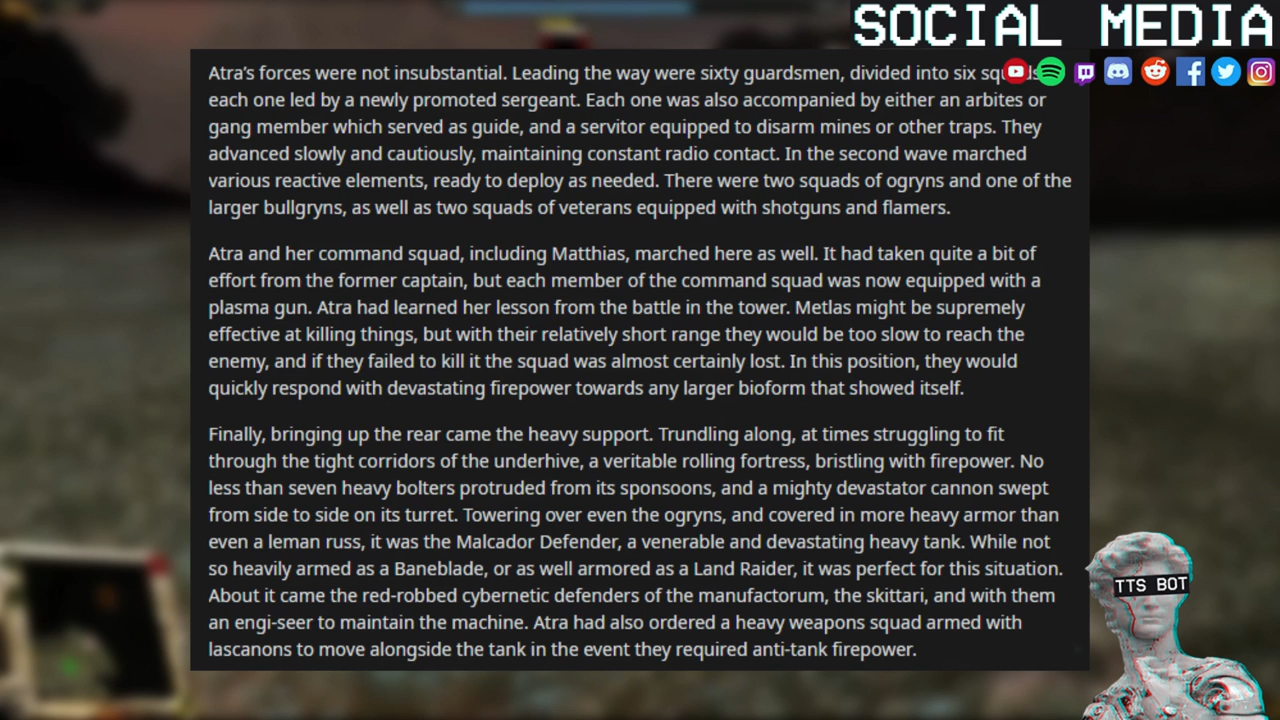 SOCIAL MEDIA
Atra's forces were not insubstantial. Leading the way were sixty guardsmen, divided into six
each one led by a newly promoted sergeant. Each one was also accompanied by either an arbites or
gang member which served as guide, and a servitor equipped to disarm mines or other traps. They
advanced slowly and cautiously, maintaining constant radio contact. In the second wave marched
various reactive elements, ready to deploy as needed. There were two squads of ogryns and one of the
larger bullgryns, as well as two squads of veterans equipped with shotguns and flamers.
Atra and her command squad, including Matthias, marched here as well. It had taken quite a bit of
effort from the former captain, but each member of the command squad was now equipped with a
plasma gun. Atra had learned her lesson from the battle in the tower. Metlas might be supremely
effective at killing things, but with their relatively short range they would be too slow to reach the
enemy, and if they failed to kill it the squad was almost certainly lost. In this position, they would
quickly respond with devastating firepower towards any larger bioform that showed itself.
Finally, bringing up the rear came the heavy support. Trundling along, at times struggling to fit
through the tight corridors of the underhive, a veritable rolling fortress, bristling with firepower. No
less than seven heavy bolters protruded from its sponsoons, and a mighty devastator cannon swept
from side to side on its turret. Towering over even the ogryns, and covered in more heavy armor than
even a leman russ, it was the Malcador Defender, a venerable and devastating heavy tank. While not
so heavily armed as a Baneblade, or as well armored as a Land Raider, it was perfect for this situation.
About it came the red-robbed cybernetic defenders of the manufactorum, the skittari, and with them
an engi-seer to maintain the machine. Atra had also ordered a heavy weapons squad armed with
lascanons to move alongside the tank in the event they required anti-tank firepower.
TTS BOT